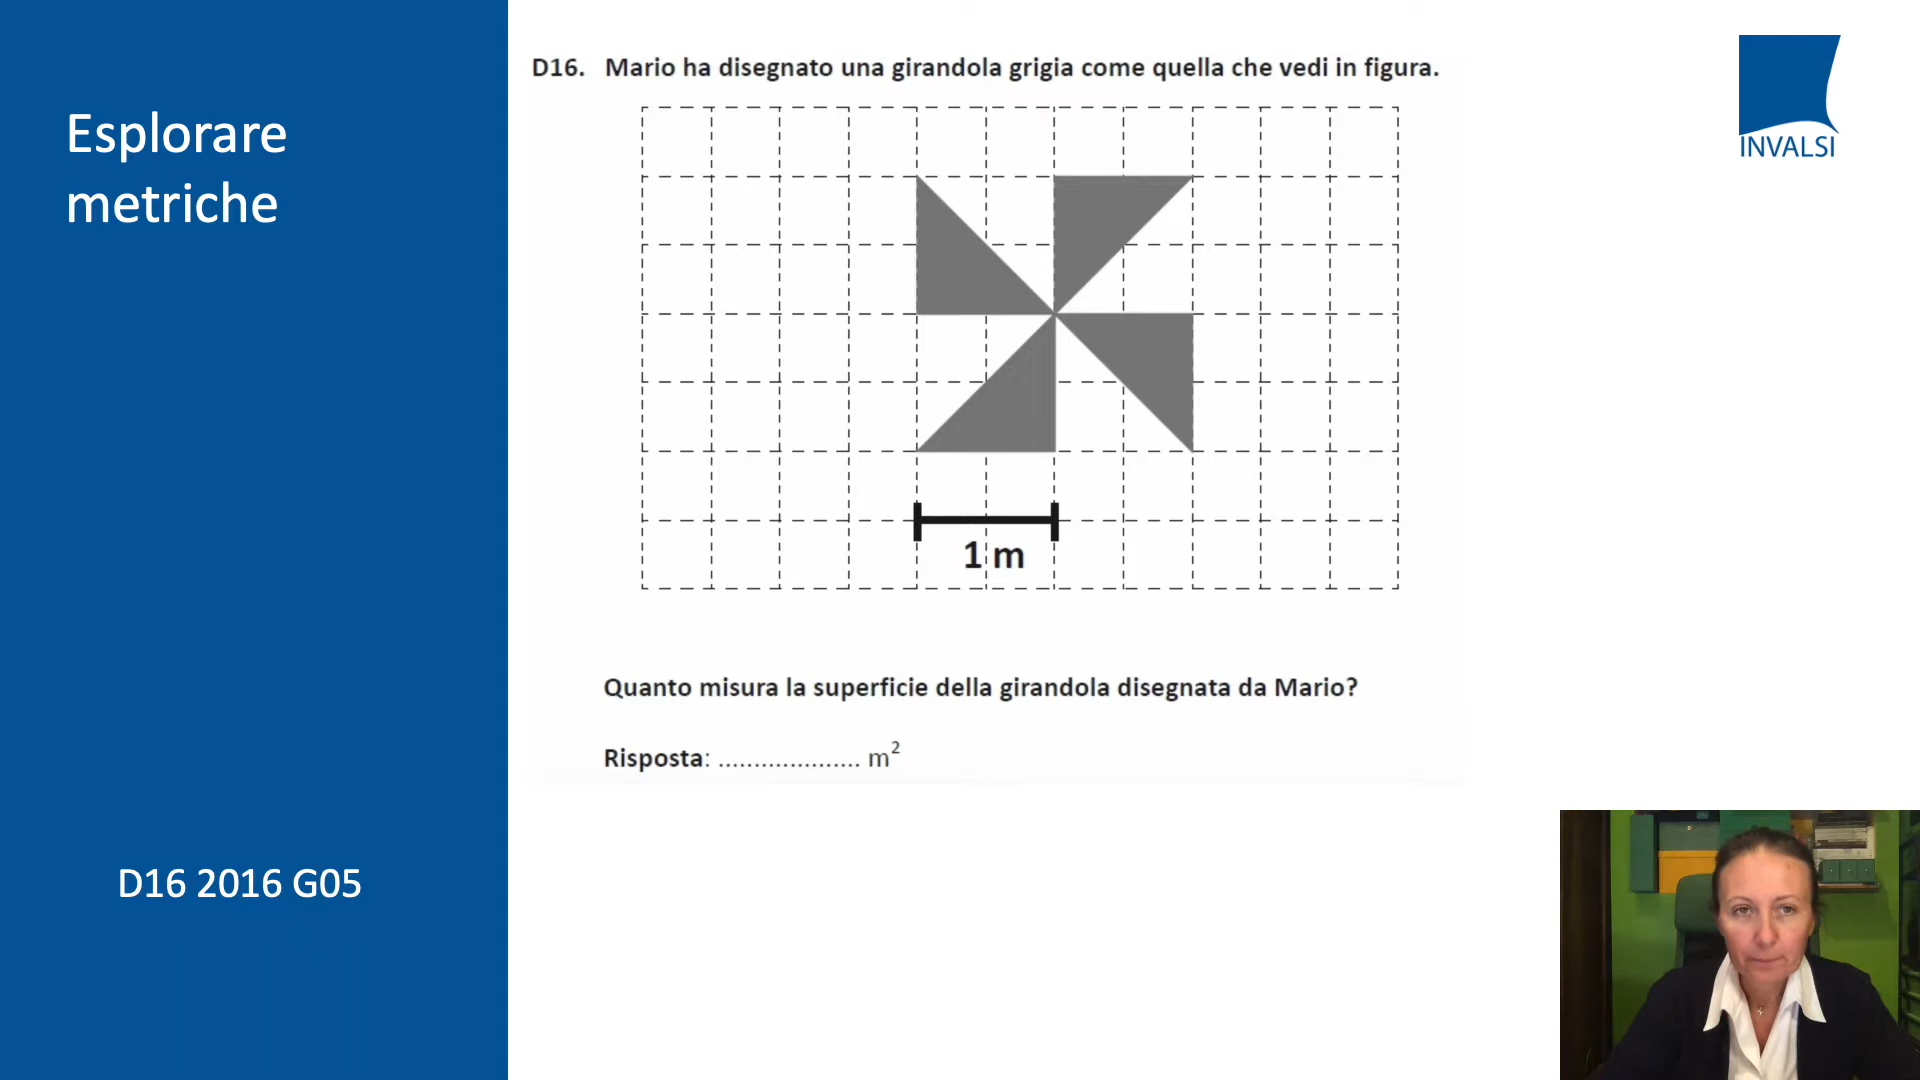 Esplorare
metriche
D16 2016 G05
D16. Mario ha disegnato una girandola grigia come quella che vedi in figura.
1 m
Quanto misura la superficie della girandola disegnata da Mario?
Risposta: .................... m²
INVALSI